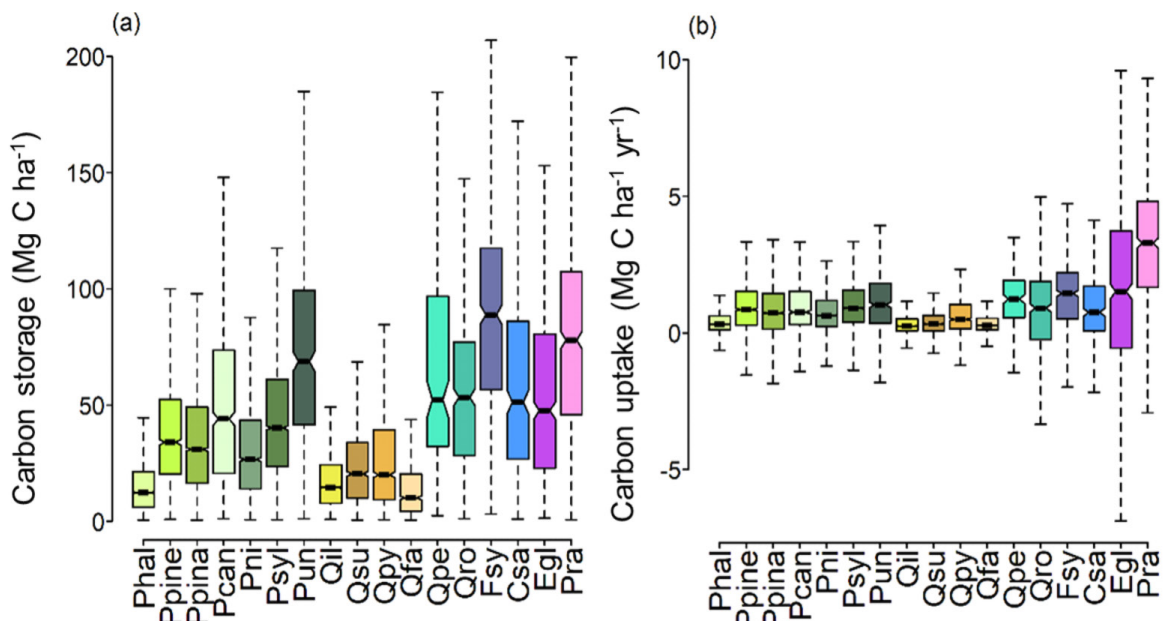 (a)
Carbon storage (Mg C ha⁻¹)
200
150
100
50
0
Phal
Ppine
Ppina
Pcan
Pni
Psyl
Pun
Qil
Qsu
Qpy
Qfa
Qpe
Qro
Fsy
Csa
Egl
Pra
(b)
Carbon uptake (Mg C ha⁻¹ yr⁻¹)
10
5
0
-5
Phal
Ppine
Ppina
Pcan
Pni
Psyl
Pun
Qil
Qsu
Qpy
Qfa
Qpe
Qro
Fsy
Csa
Egl
Pra